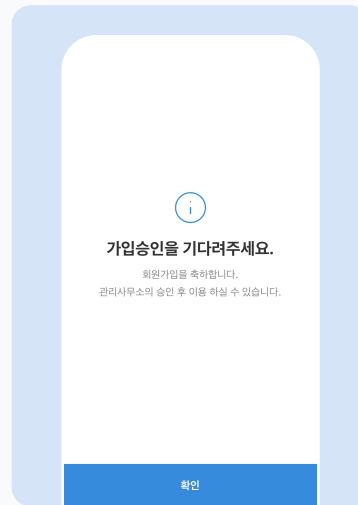 가입승인을 기다려주세요.
회원가입을 축하합니다.
관리사무소의 승인 후 이용 하실 수 있습니다.
확인